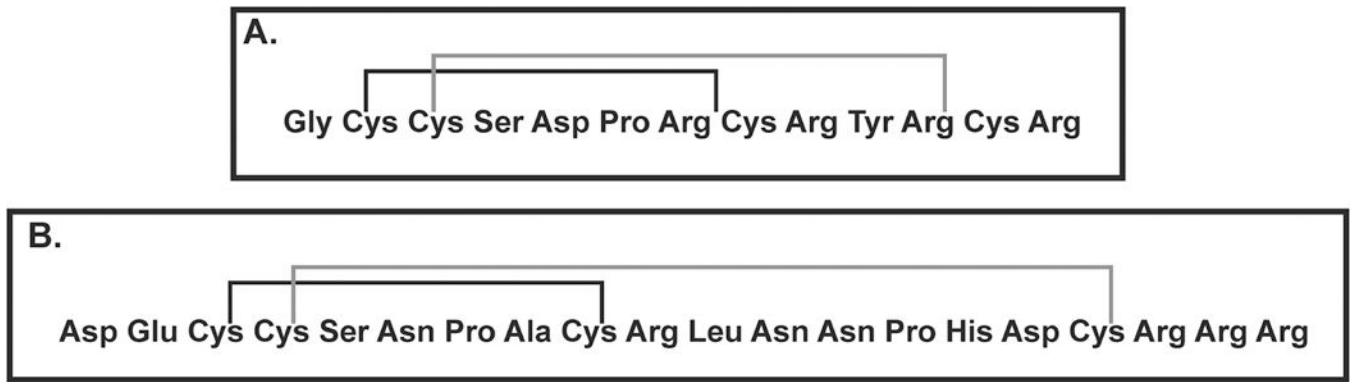 A.
Gly Cys Cys Ser Asp Pro Arg Cys Arg Tyr Arg Cys Arg
B.
Asp Glu Cys Cys Ser Asn Pro Ala Cys Arg Leu Asn Asn Pro His Asp Cys Arg Arg Arg